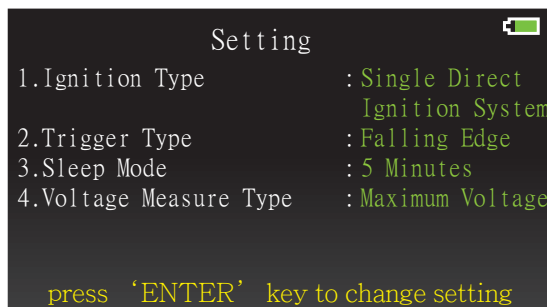 Setting
1.Ignition Type : Single Direct
Ignition System
2.Trigger Type : Falling Edge
3.Sleep Mode : 5 Minutes
4.Voltage Measure Type : Maximum Voltage
press ‘ENTER’ key to change setting